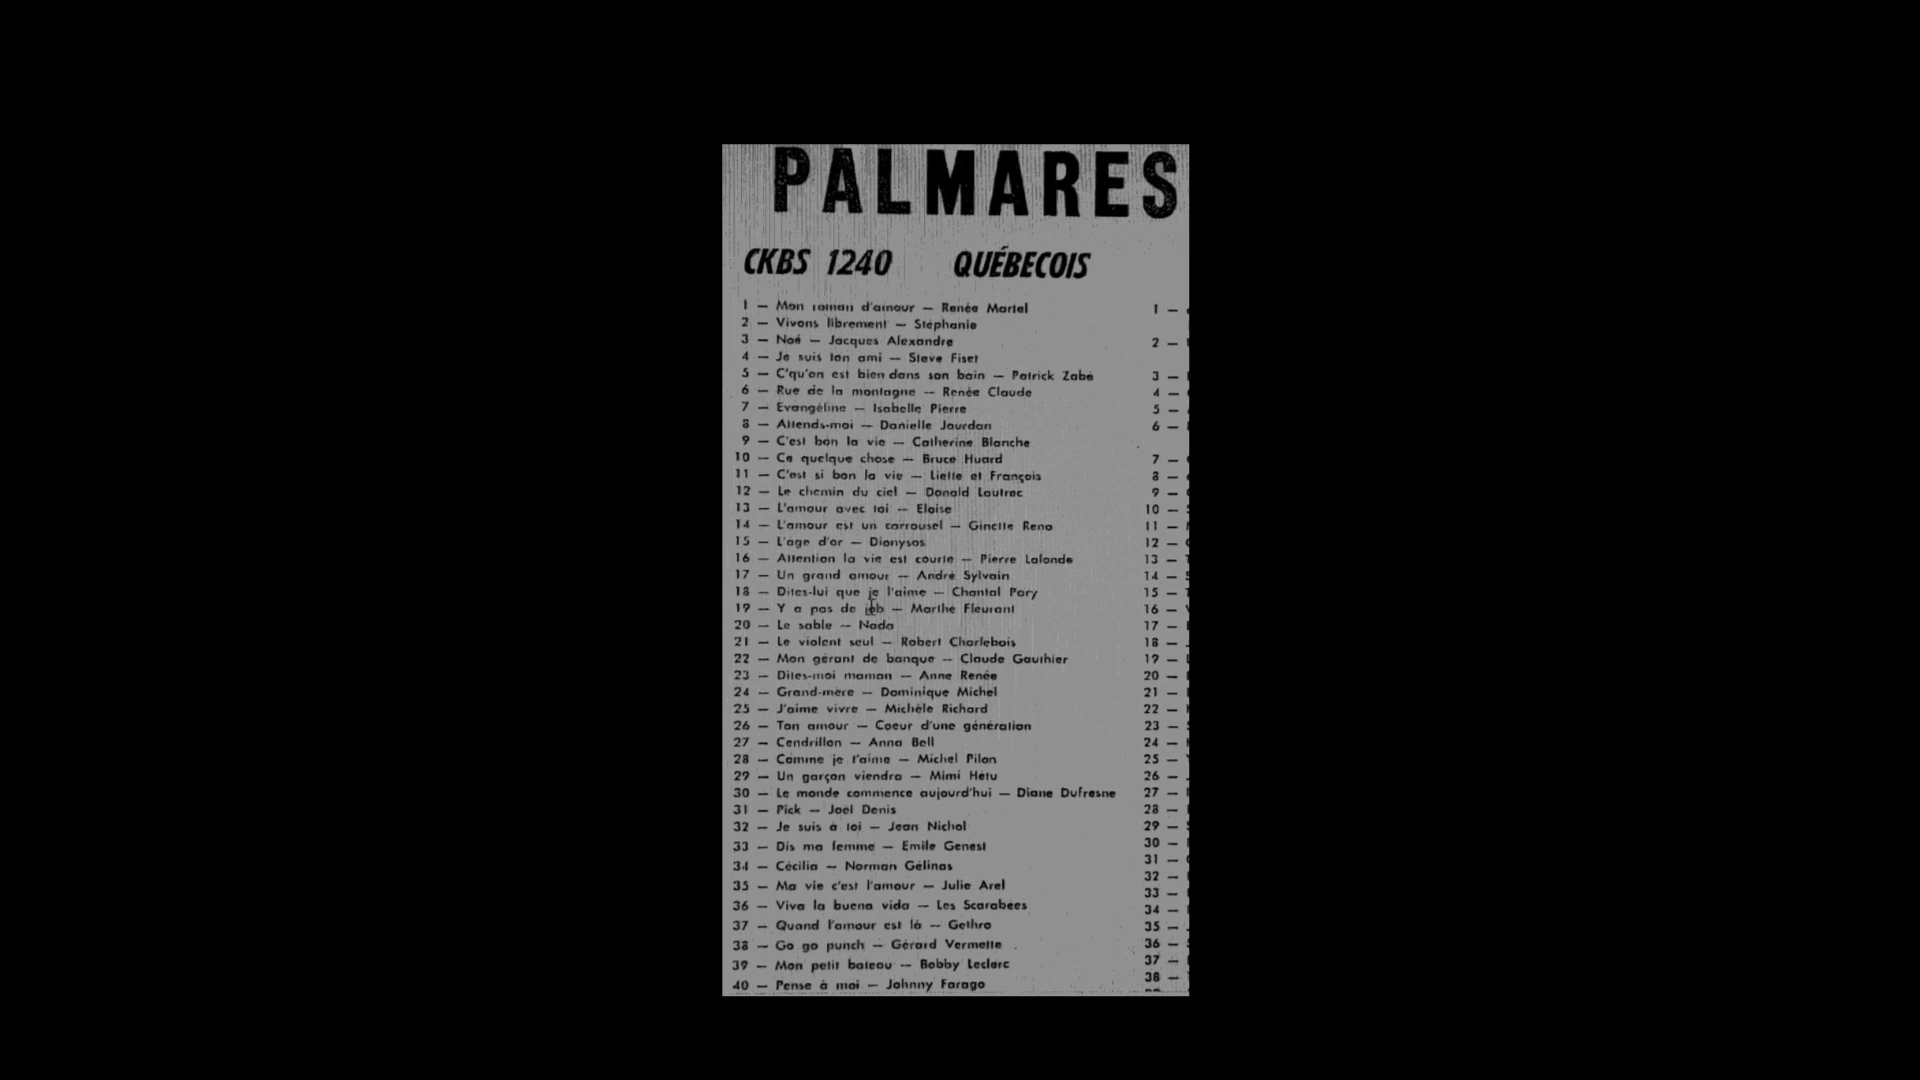 PALMARES
CKBS 1240 QUÉBECOIS
1 — Mon roman d'amour — Renée Martel
2 — Vivons librement — Stéphanie
3 — Noé — Jacques Alexandre
4 — Je suis ton ami — Steve Fiset
5 — C'qu'on est bien dans son bain — Patrick Zabé
6 — Rue de la montagne — Renée Claude
7 — Evangéline — Isabelle Pierre
8 — Attends-moi — Danielle Jourdan
9 — C'est bon la vie — Catherine Blanche
10 — Ce quelque chose — Bruce Huard
11 — C'est si bon la vie — Liette et François
12 — Le chemin du ciel — Donald Lautrec
13 — L'amour avec toi — Eloise
14 — L'amour est un carrousel — Ginette Reno
15 — L'âge d'or — Dionysos
16 — Attention la vie est courte — Pierre Lalonde
17 — Un grand amour — André Sylvain
18 — Dites-lui que je l'aime — Chantal Pary
19 — Y a pas de job — Marthe Fleurant
20 — Le sable — Nada
21 — Le violent seul — Robert Charlebois
22 — Mon gérant de banque — Claude Gauthier
23 — Dites-moi maman — Anne Renée
24 — Grand-mère — Dominique Michel
25 — J'aime vivre — Michèle Richard
26 — Ton amour — Coeur d'une génération
27 — Cendrillon — Anna Bell
28 — Comme je t'aime — Michel Pilon
29 — Un garçon viendra — Mimi Hétu
30 — Le monde commence aujourd'hui — Diane Dufresne
31 — Pick — Joël Denis
32 — Je suis à toi — Jean Nichol
33 — Dis ma femme — Emile Genest
34 — Cécilia — Norman Gélinas
35 — Ma vie c'est l'amour — Julie Arel
36 — Viva la buena vida — Les Scarabées
37 — Quand l'amour est là — Gethro
38 — Go go punch — Gérard Vermette
39 — Mon petit bateau — Bobby Leclerc
40 — Pense à moi — Johnny Farago
1 —
2 —
3 —
4 —
5 —
6 —
7 —
8 —
9 —
10 —
11 —
12 —
13 —
14 —
15 —
16 —
17 —
18 —
19 —
20 —
21 —
22 —
23 —
24 —
25 —
26 —
27 —
28 —
29 —
30 —
31 —
32 —
33 —
34 —
35 —
36 —
37 —
38 —